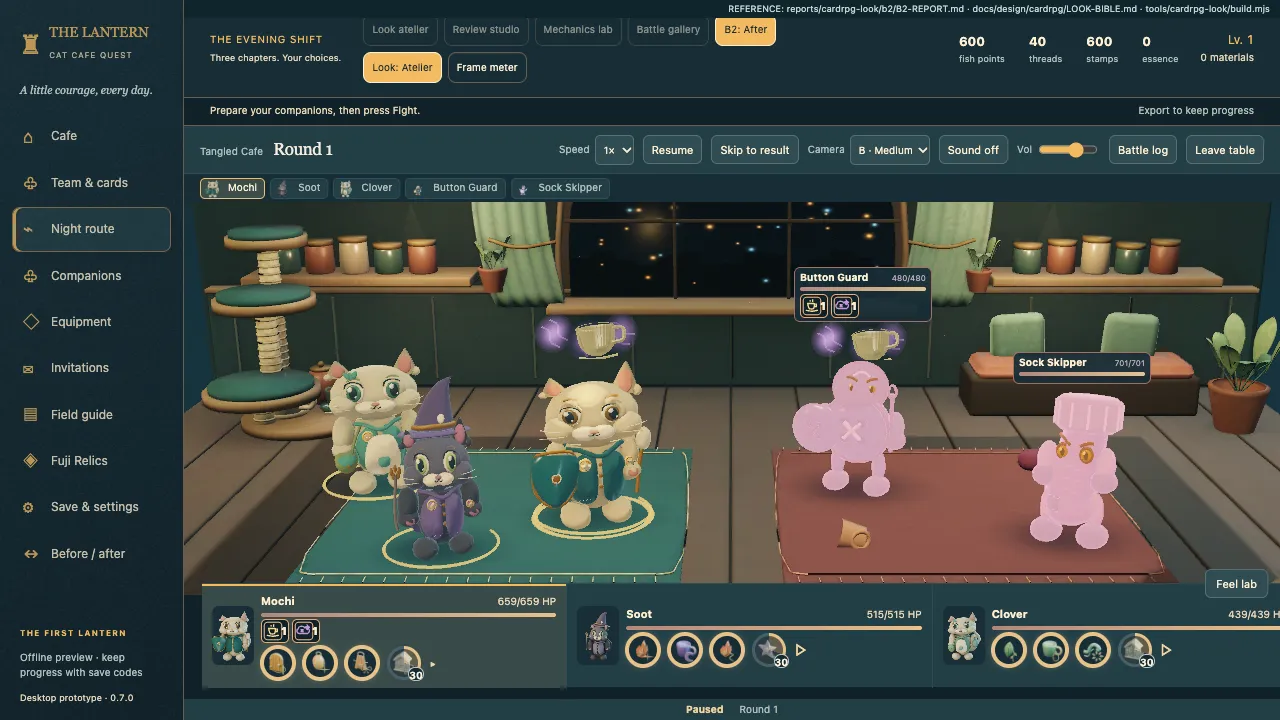 REFERENCE: reports/cardrpg-look/b2/B2-REPORT.md · docs/design/cardrpg/LOOK-BIBLE.md · tools/cardrpg-look/build.mjs
THE LANTERN
CAT CAFE QUEST
A little courage, every day.
Cafe
Team & cards
Night route
Companions
Equipment
Invitations
Field guide
Fuji Relics
Save & settings
Before / after
THE FIRST LANTERN
Offline preview · keep
progress with save codes
Desktop prototype · 0.7.0
THE EVENING SHIFT
Three chapters. Your choices.
Look atelier
Review studio
Mechanics lab
Battle gallery
B2: After
Look: Atelier
Frame meter
600
fish points
40
threads
600
stamps
0
essence
Lv. 1
0 materials
Prepare your companions, then press Fight.
Export to keep progress
Tangled Cafe
Round 1
Speed
1×
Resume
Skip to result
Camera
B · Medium
Sound off
Vol
Battle log
Leave table
Mochi
Soot
Clover
Button Guard
Sock Skipper
Button Guard 480/480
1
1
Sock Skipper 701/701
Feel lab
Mochi 659/659 HP
1
1
30
Soot 515/515 HP
30
Clover 439/439 H
30
Paused Round 1